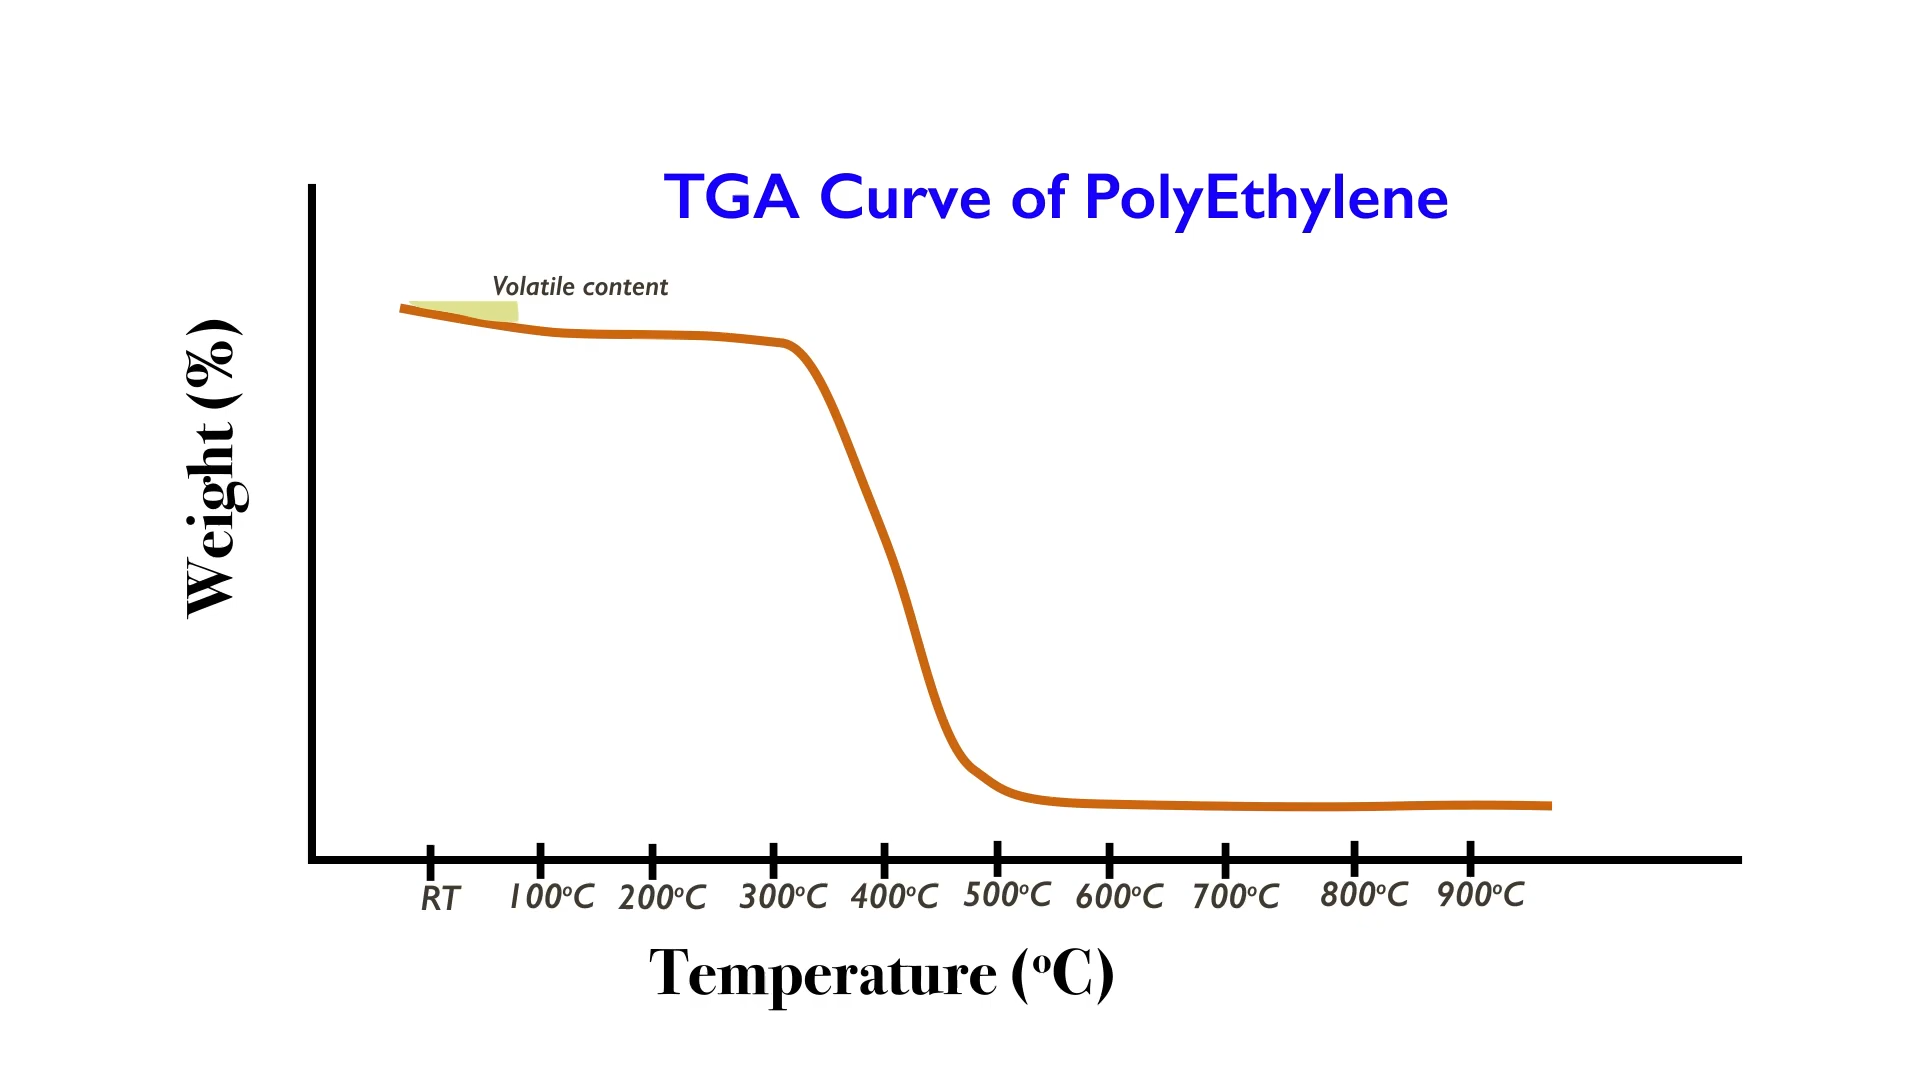 TGA Curve of PolyEthylene
Volatile content
Weight (%)
RT 100ºC 200ºC 300ºC 400ºC 500ºC 600ºC 700ºC 800ºC 900ºC
Temperature (ºC)